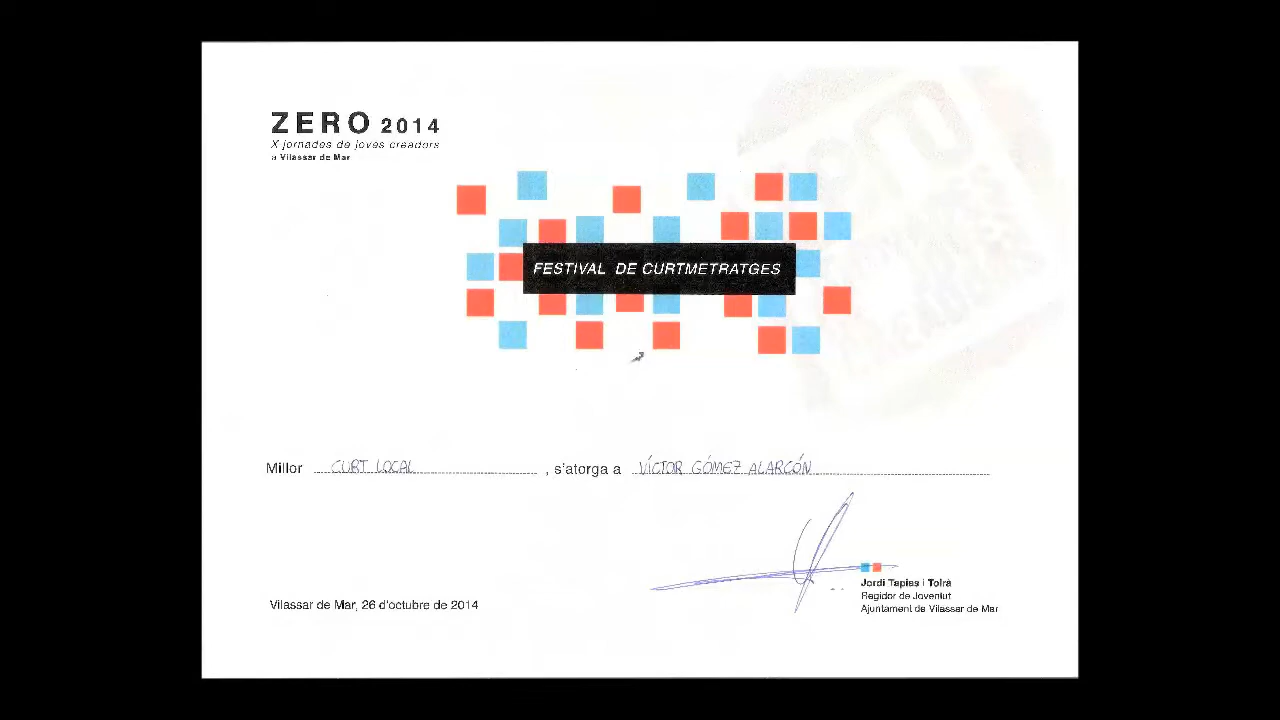 ZERO 2014
X jornades de joves creadors
a Vilassar de Mar
FESTIVAL DE CURTMETRATGES
Millor CURT LOCAL , s'atorga a VÍCTOR GÓMEZ ALARCÓN
Jordi Tapias i Tolrà
Regidor de Joventut
Ajuntament de Vilassar de Mar
Vilassar de Mar, 26 d'octubre de 2014